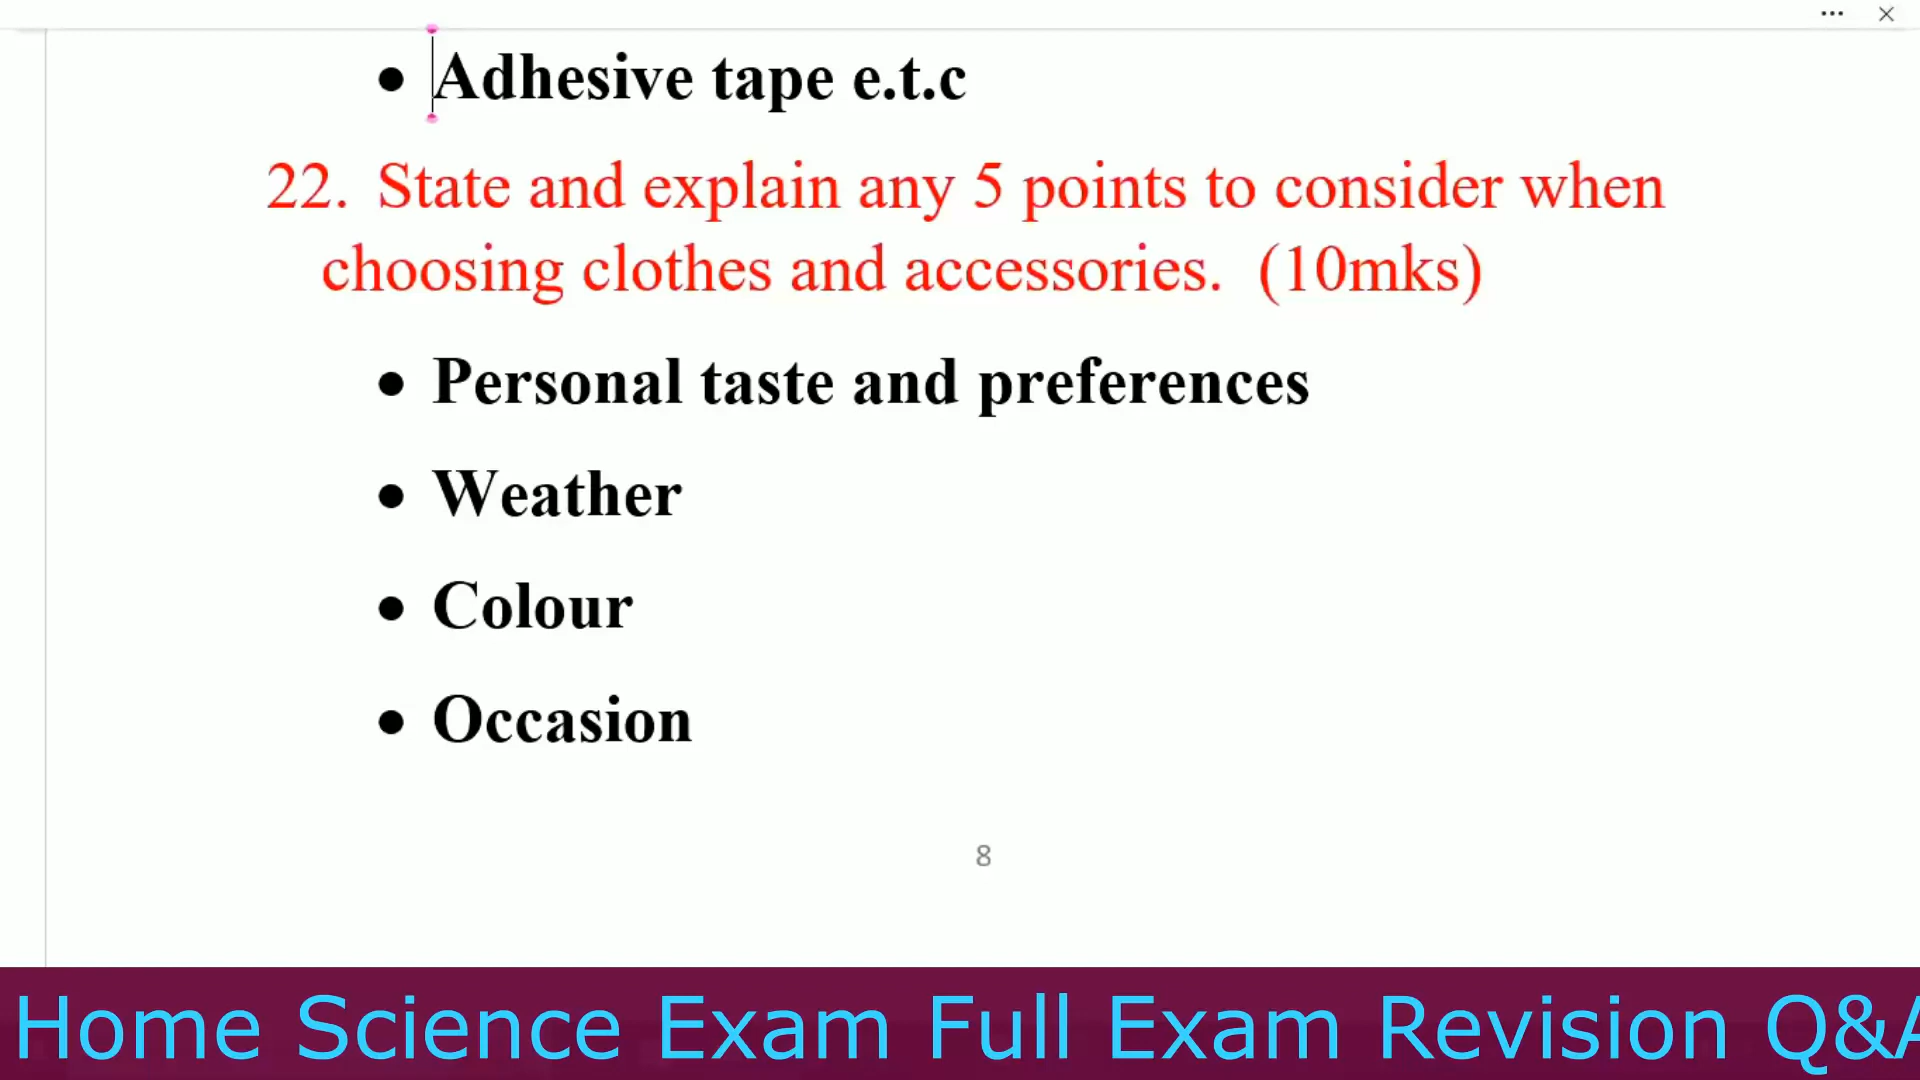 • Adhesive tape e.t.c
22. State and explain any 5 points to consider when
choosing clothes and accessories. (10mks)
• Personal taste and preferences
• Weather
• Colour
• Occasion
8
Home Science Exam Full Exam Revision Q&A